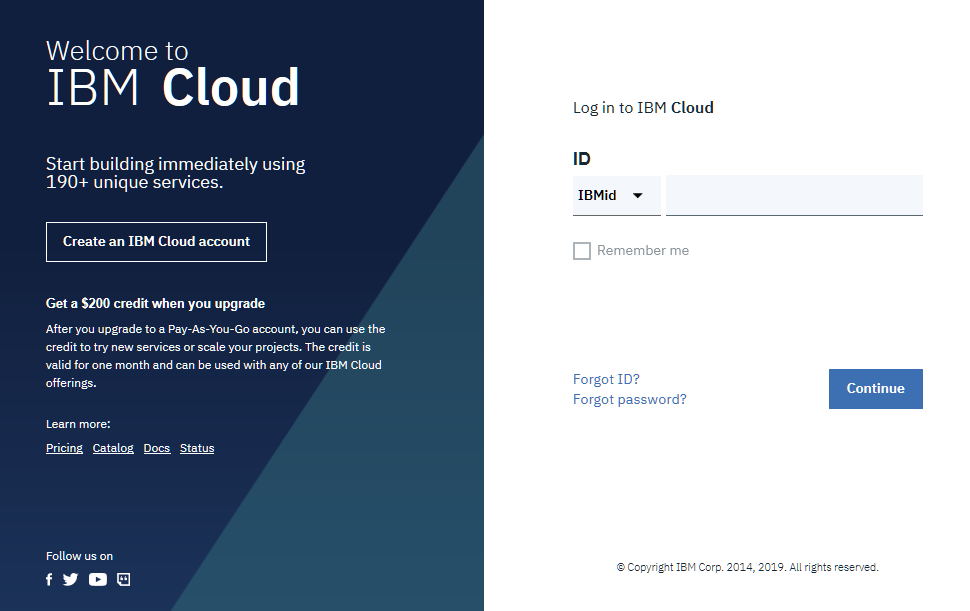 Welcome to
IBM Cloud
Start building immediately using
190+ unique services.
Create an IBM Cloud account
Get a $200 credit when you upgrade
After you upgrade to a Pay-As-You-Go account, you can use the
credit to try new services or scale your projects. The credit is
valid for one month and can be used with any of our IBM Cloud
offerings.
Learn more:
Pricing Catalog Docs Status
Follow us on
Log in to IBM Cloud
ID
IBMid
Remember me
Forgot ID?
Forgot password?
Continue
© Copyright IBM Corp. 2014, 2019. All rights reserved.